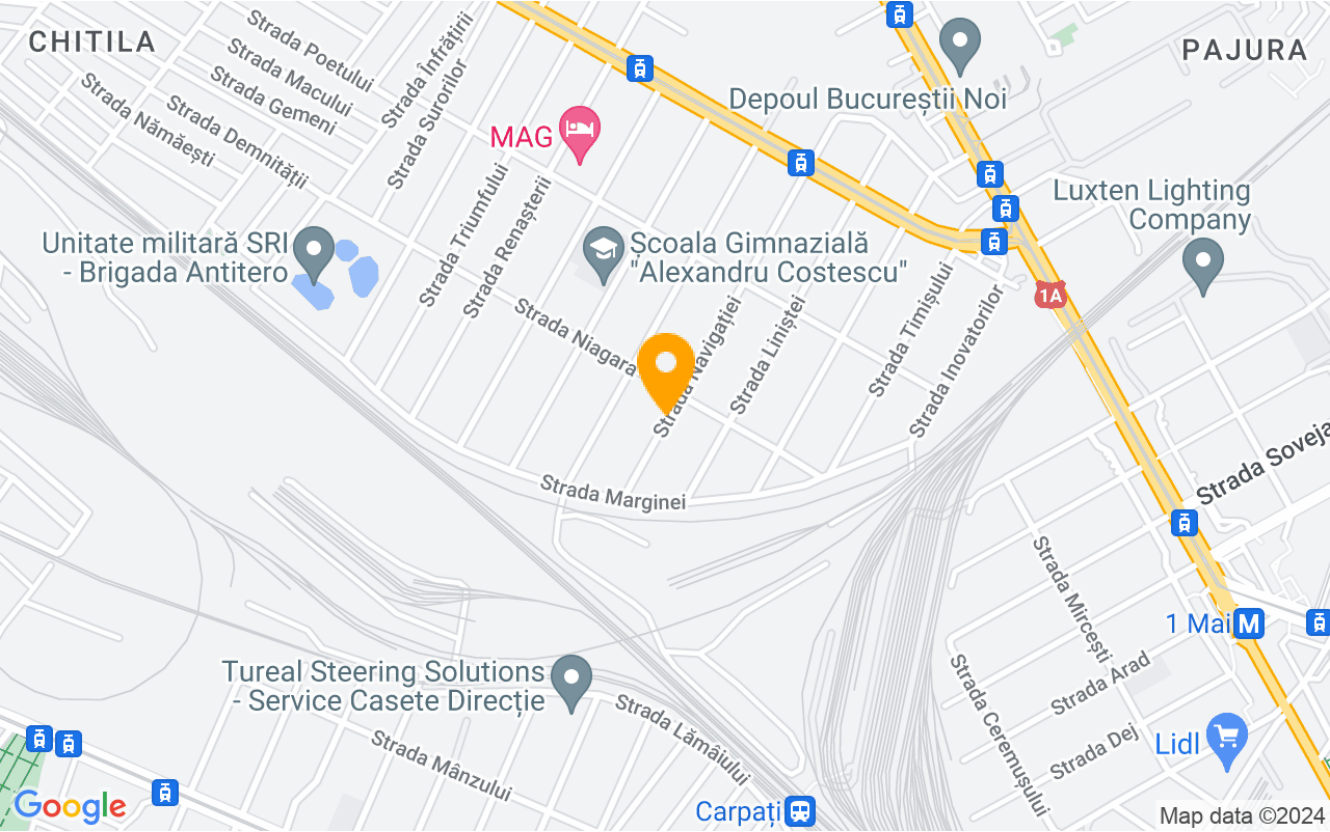 CHITILA
PAJURA
Strada Poetului
Strada Înfrățirii
Strada Macului
Strada Gemeni
Strada Surorilor
Strada Nămăești
Strada Demnității
Depoul Bucureștii Noi
MAG
Luxten Lighting
Company
Strada Triumfului
Strada Renașterii
Unitate militară SRI
- Brigada Antitero
Școala Gimnazială
"Alexandru Costescu"
1A
Strada Niagara
Strada Navigației
Strada Liniștei
Strada Timișului
Strada Inovatorilor
Strada Soveja
Strada Marginei
Strada Mircești
1 Mai
M
Tureal Steering Solutions
- Service Casete Direcție
Strada Lămâiului
Strada Arad
Strada Ceremușului
Strada Dej
Lidl
Strada Mânzului
Google
Carpați
Map data ©2024